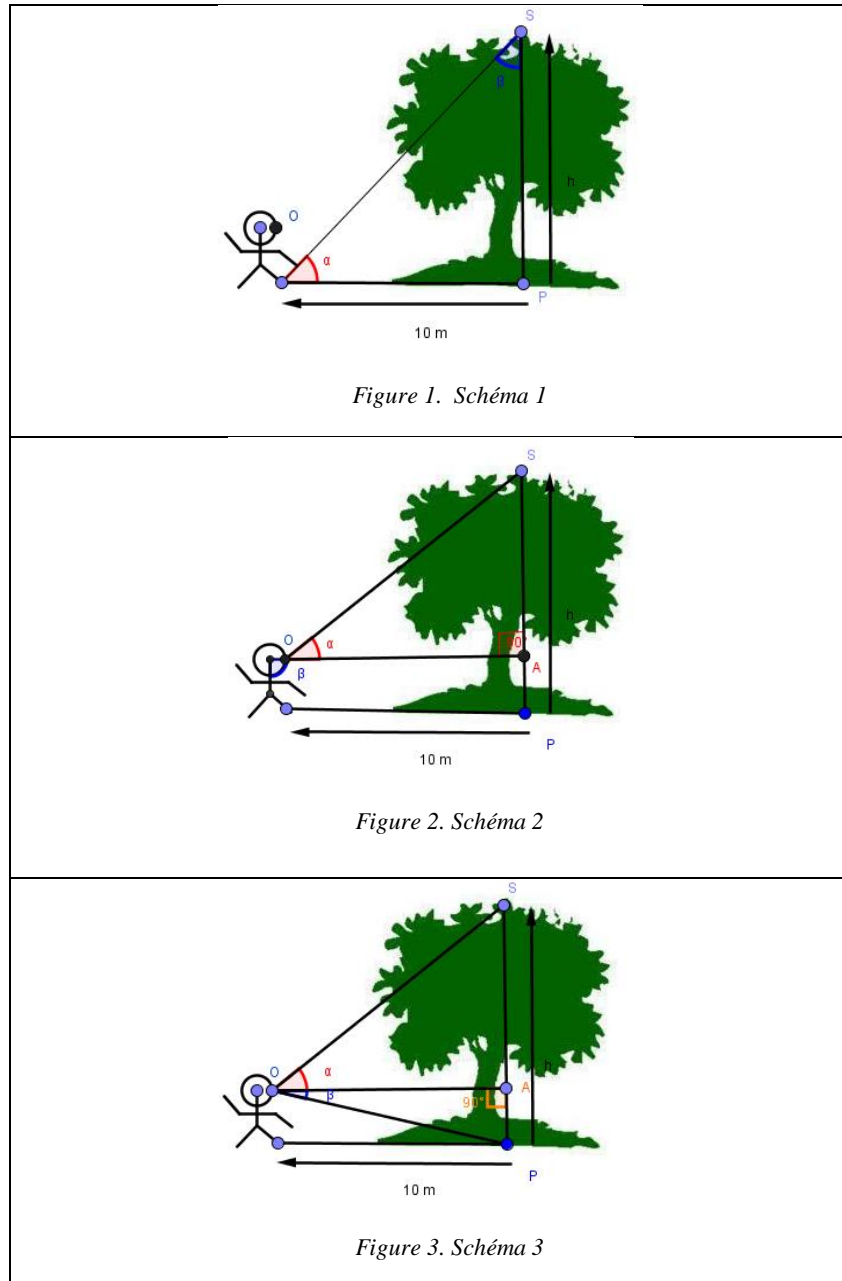 S
β
h
O
α
P
10 m
Figure 1. Schéma 1
S
h
O
α
90°
β
A
P
10 m
Figure 2. Schéma 2
S
h
O
α
β
A
90°
P
10 m
Figure 3. Schéma 3